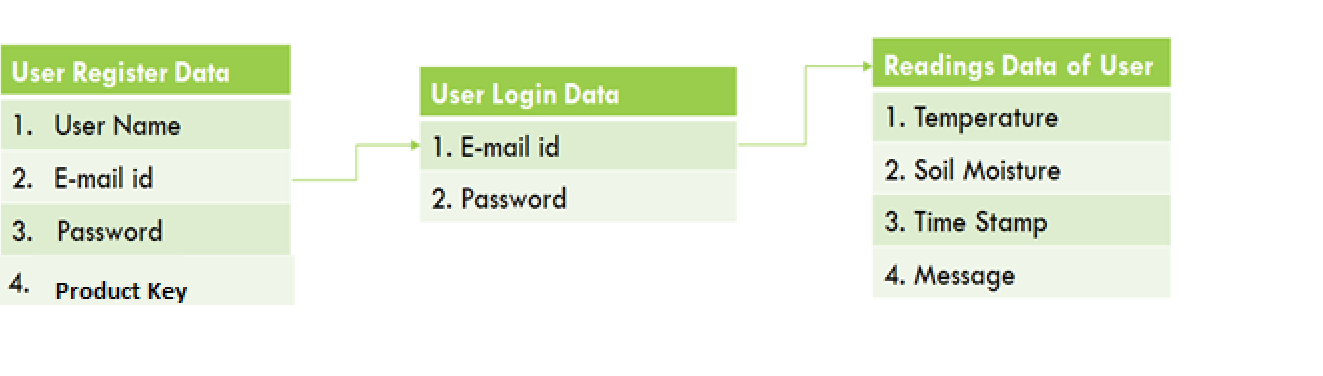 User Register Data
1. User Name
2. E-mail id
3. Password
4. Product Key
User Login Data
1. E-mail id
2. Password
Readings Data of User
1. Temperature
2. Soil Moisture
3. Time Stamp
4. Message